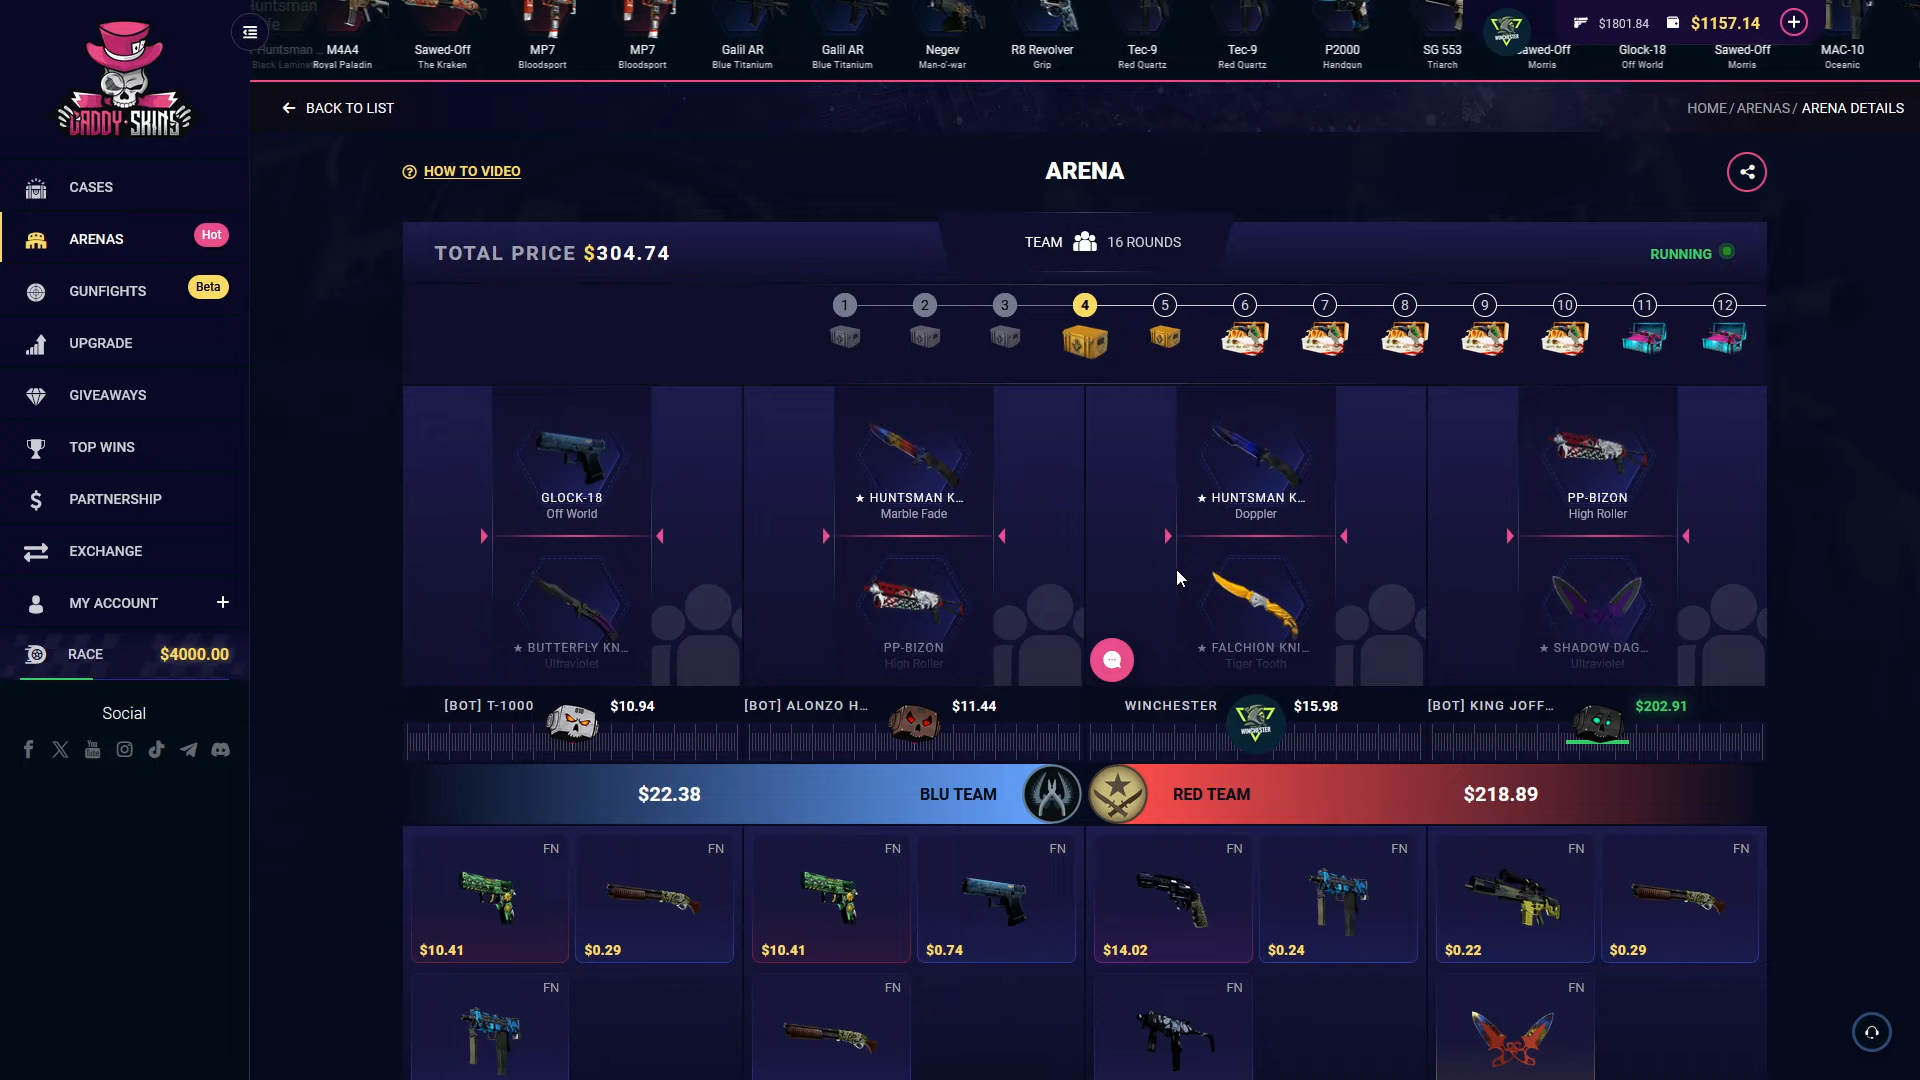 Huntsman
Huntsman ...
Black Lamin
M4A4
Royal Paladin
Sawed-Off
The Kraken
MP7
Bloodsport
MP7
Bloodsport
Galil AR
Blue Titanium
Galil AR
Blue Titanium
Negev
Man-o'-war
R8 Revolver
Grip
Tec-9
Red Quartz
Tec-9
Red Quartz
P2000
Handgun
SG 553
Triarch
Sawed-Off
Morris
Glock-18
Off World
Sawed-Off
Morris
MAC-10
Oceanic
WINCHESTER
$1801.84
$1157.14
DADDY SKINS
BACK TO LIST
HOME / ARENAS / ARENA DETAILS
CASES
ARENAS
Hot
GUNFIGHTS
Beta
UPGRADE
GIVEAWAYS
TOP WINS
PARTNERSHIP
EXCHANGE
MY ACCOUNT
RACE
$4000.00
Social
HOW TO VIDEO
ARENA
TOTAL PRICE $304.74
TEAM 16 ROUNDS
RUNNING
1 2 3 4 5 6 7 8 9 10 11 12
GLOCK-18
Off World
★ BUTTERFLY KN...
Ultraviolet
★ HUNTSMAN K...
Marble Fade
PP-BIZON
High Roller
★ HUNTSMAN K...
Doppler
★ FALCHION KNI...
Tiger Tooth
PP-BIZON
High Roller
★ SHADOW DAG...
Ultraviolet
[BOT] T-1000
$10.94
[BOT] ALONZO H...
$11.44
WINCHESTER
WINCHESTER
$15.98
[BOT] KING JOFF...
$202.91
$22.38
BLU TEAM
RED TEAM
$218.89
FN
$10.41
FN
$0.29
FN
$10.41
FN
$0.74
FN
$14.02
FN
$0.24
FN
$0.22
FN
$0.29
FN
FN
FN
FN